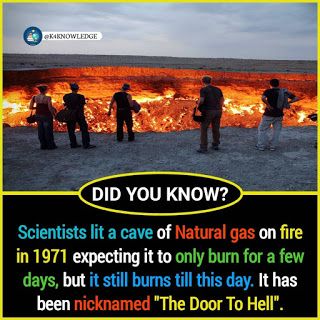 @K4KNOWLEDGE
DID YOU KNOW?
Scientists lit a cave of Natural gas on fire
in 1971 expecting it to only burn for a few
days, but it still burns till this day. It has
been nicknamed "The Door To Hell".